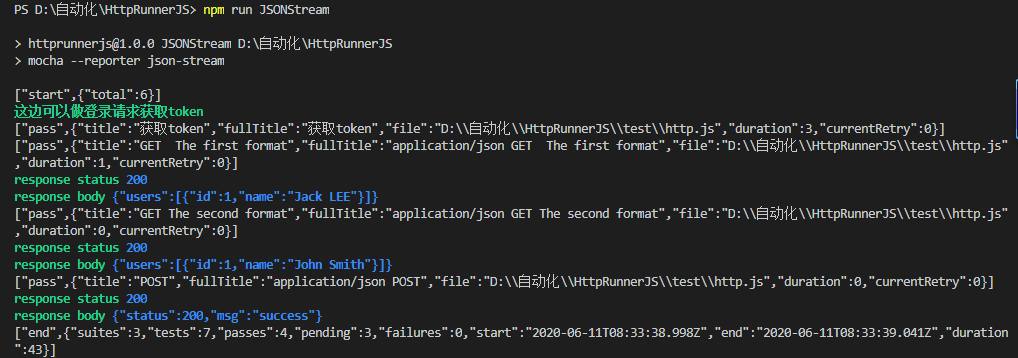 PS D:\自动化\HttpRunnerJS> npm run JSONStream
> httprunnerjs@1.0.0 JSONStream D:\自动化\HttpRunnerJS
> mocha --reporter json-stream
["start",{"total":6}]
这边可以做登录请求获取token
["pass",{"title":"获取token","fullTitle":"获取token","file":"D:\\自动化\\HttpRunnerJS\\test\\http.js","duration":3,"currentRetry":0}]
["pass",{"title":"GET  The first format","fullTitle":"application/json GET  The first format","file":"D:\\自动化\\HttpRunnerJS\\test\\http.js"
,"duration":1,"currentRetry":0}]
response status 200
response body {"users":[{"id":1,"name":"Jack LEE"}]}
["pass",{"title":"GET The second format","fullTitle":"application/json GET The second format","file":"D:\\自动化\\HttpRunnerJS\\test\\http.js"
,"duration":0,"currentRetry":0}]
response status 200
response body {"users":[{"id":1,"name":"John Smith"}]}
["pass",{"title":"POST","fullTitle":"application/json POST","file":"D:\\自动化\\HttpRunnerJS\\test\\http.js","duration":0,"currentRetry":0}]
response status 200
response body {"status":200,"msg":"success"}
["end",{"suites":3,"tests":7,"passes":4,"pending":3,"failures":0,"start":"2020-06-11T08:33:38.998Z","end":"2020-06-11T08:33:39.041Z","duration
":43}]